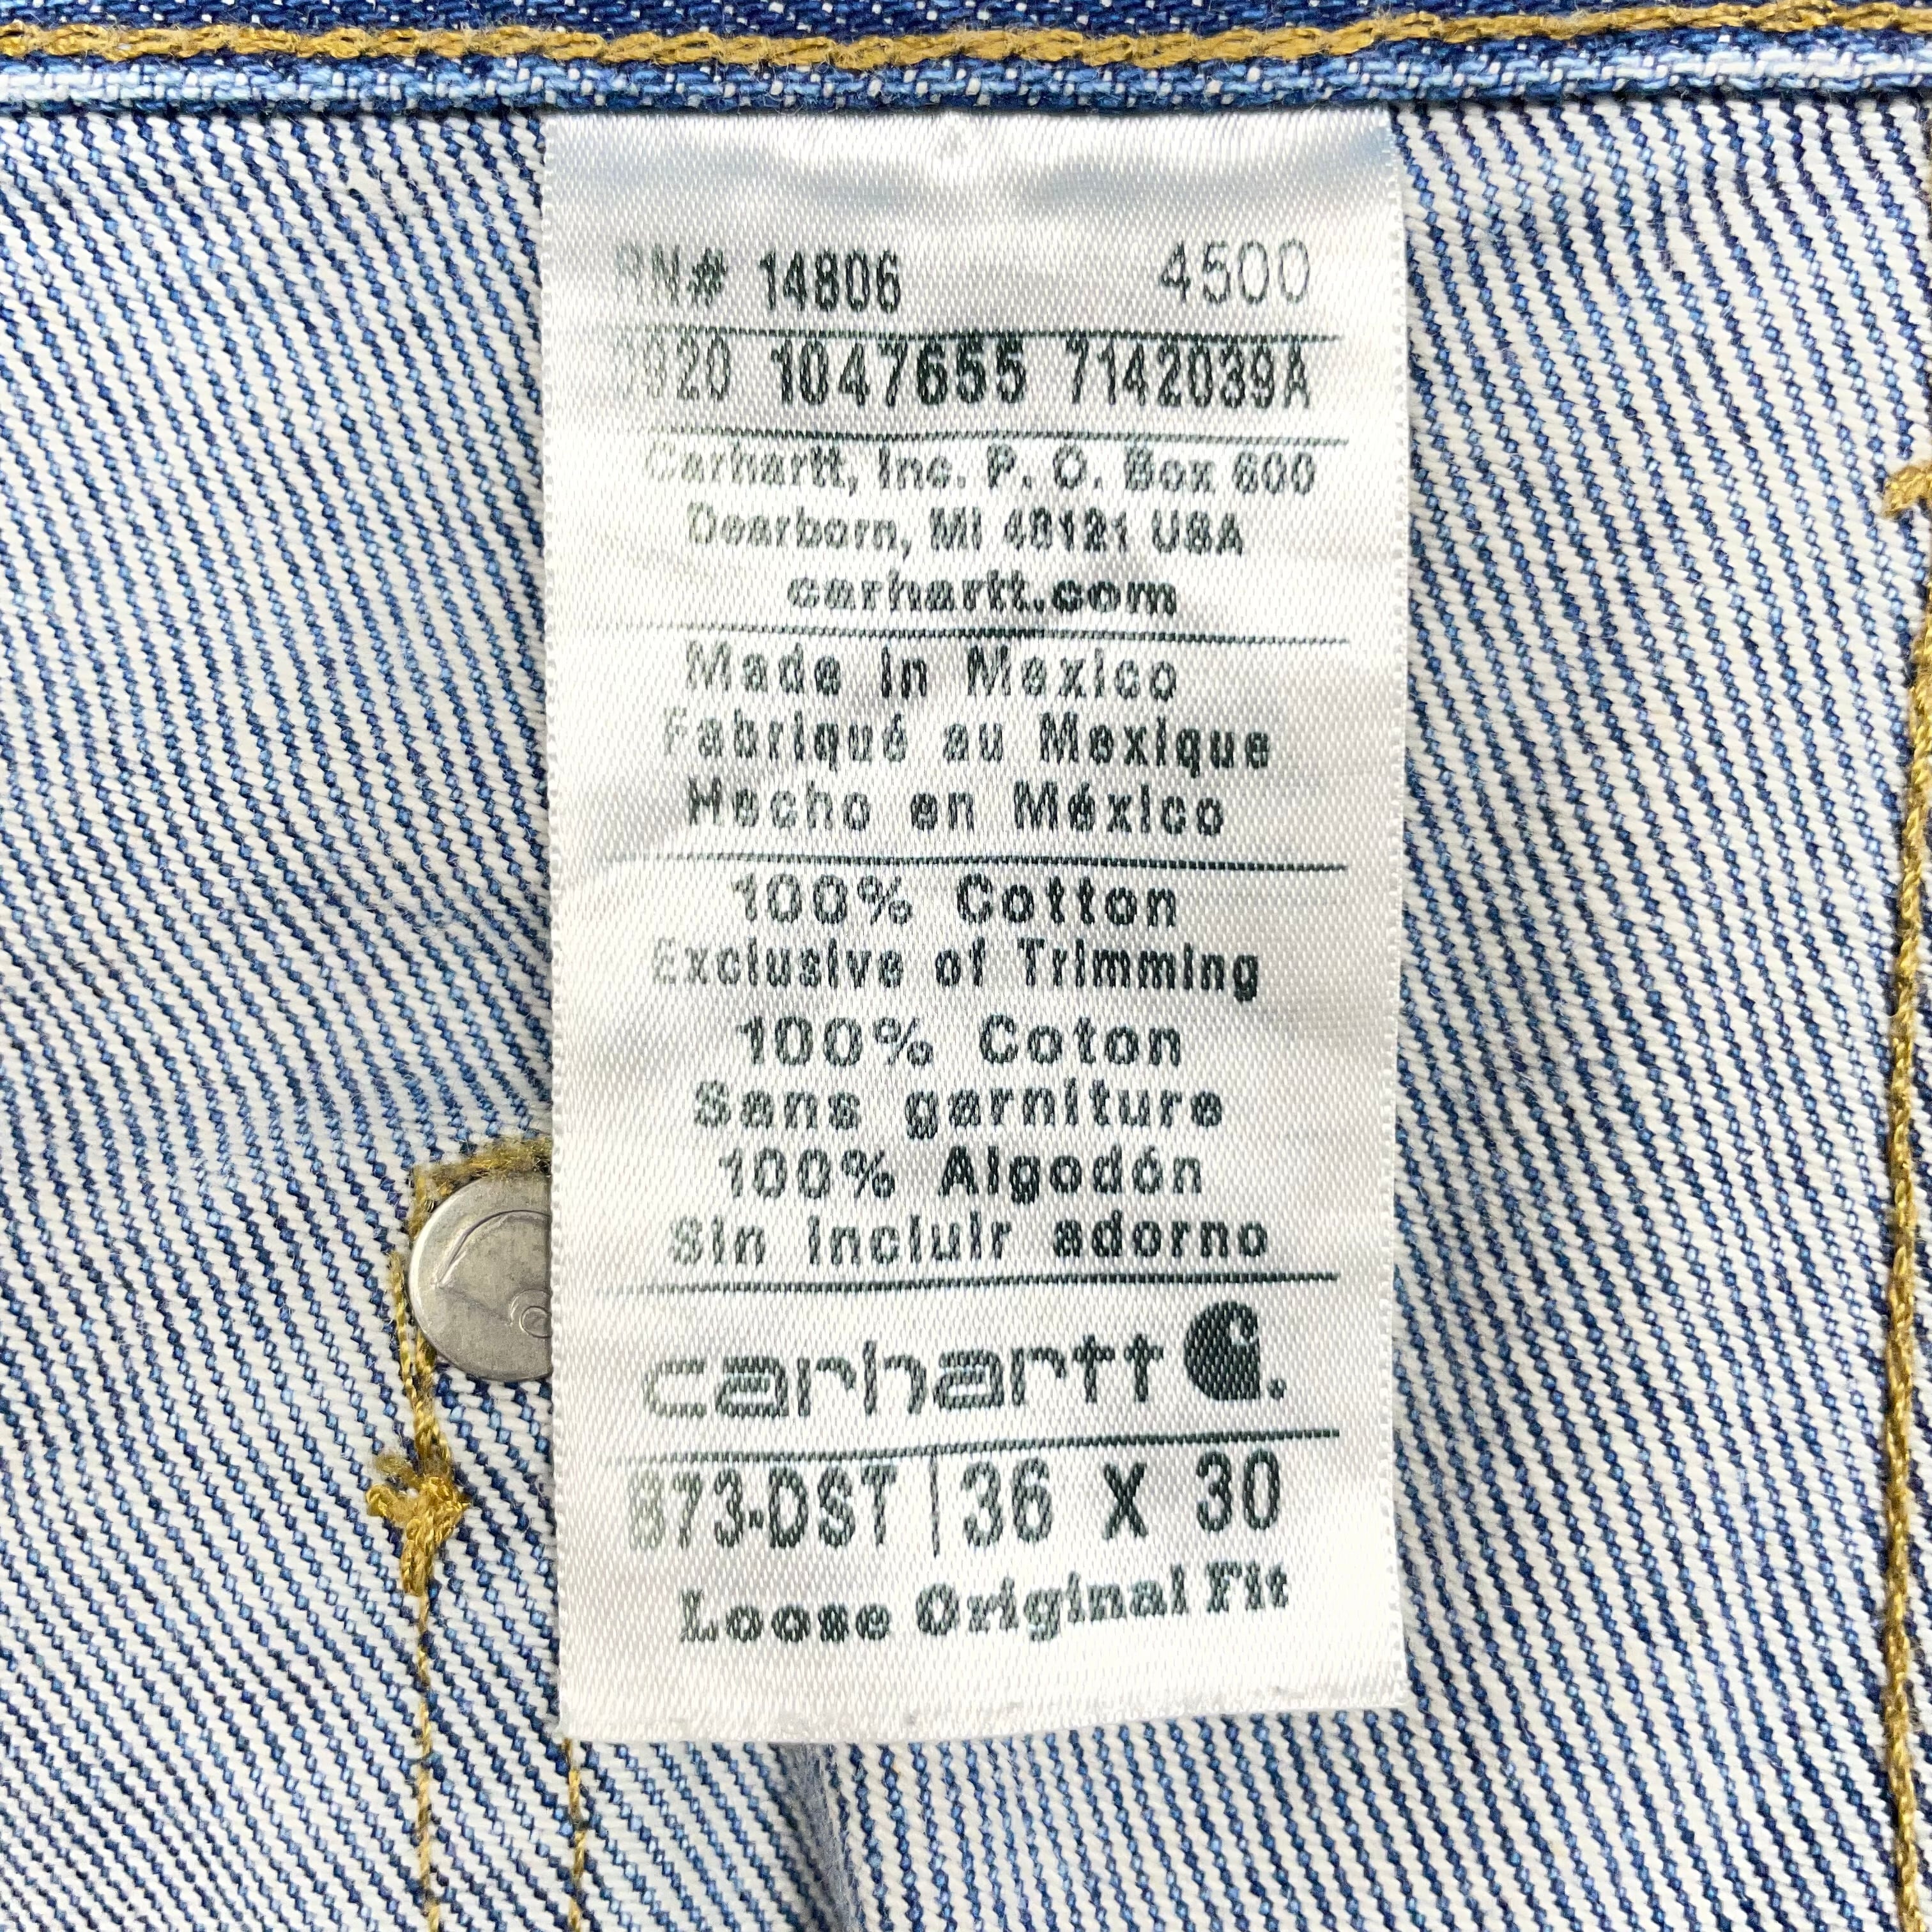 RN# 14806 4500
1047655 7142039A
Carhartt, Inc. P. O. Box 600
Dearborn, MI 48121 USA
carhartt.com
Made in Mexico
Fabriqué au Mexique
Hecho en México
100% Cotton
Exclusive of Trimming
100% Coton
Sans garniture
100% Algodón
Sin incluir adorno
carhartt
873-DST | 36 X 30
Loose Original Fit